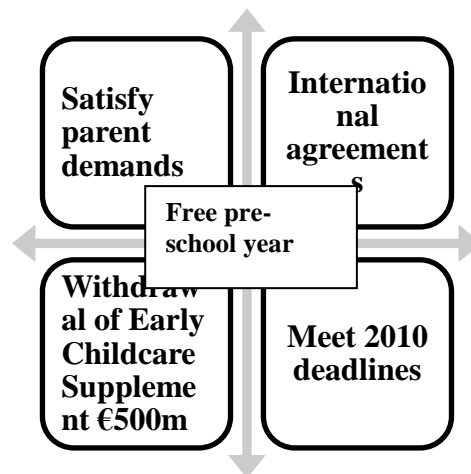 Satisfy
parent
demands
Internatio
nal
agreement
s
Free pre-
school year
Withdraw
al of Early
Childcare
Suppleme
nt €500m
Meet 2010
deadlines